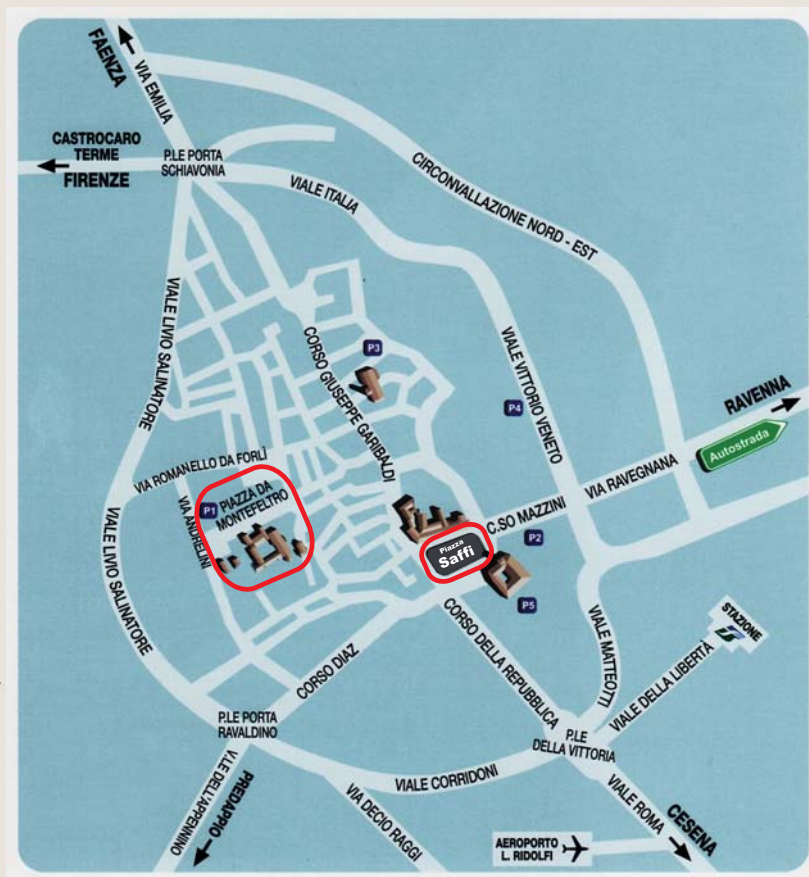 FAENZA
VIA EMILIA
CASTROCARO
TERME
FIRENZE
P.LE PORTA
SCHIAVONIA
VIALE ITALIA
CIRCONVALLAZIONE NORD - EST
VIALE LIVIO SALINATORE
CORSO GIUSEPPE GARIBALDI
P3
VIALE VITTORIO VENETO
P4
RAVENNA
Autostrada
VIA RAVEGNANA
VIA ROMANELLO DA FORLÌ
P1
PIAZZA DA
MONTEFELTRO
VIA ANDRELINI
C.SO MAZZINI
P2
Piazza
Saffi
P5
VIALE LIVIO SALINATORE
CORSO DIAZ
CORSO DELLA REPUBBLICA
VIALE MATTEOTTI
STAZIONE
VIALE DELLA LIBERTÀ
P.LE PORTA
RAVALDINO
P.LE
DELLA VITTORIA
VIALE CORRIDONI
V.LE DELL'APPENNINO
PREDAPPIO
VIA DECIO RAGGI
VIALE ROMA
CESENA
AEROPORTO
L. RIDOLFI